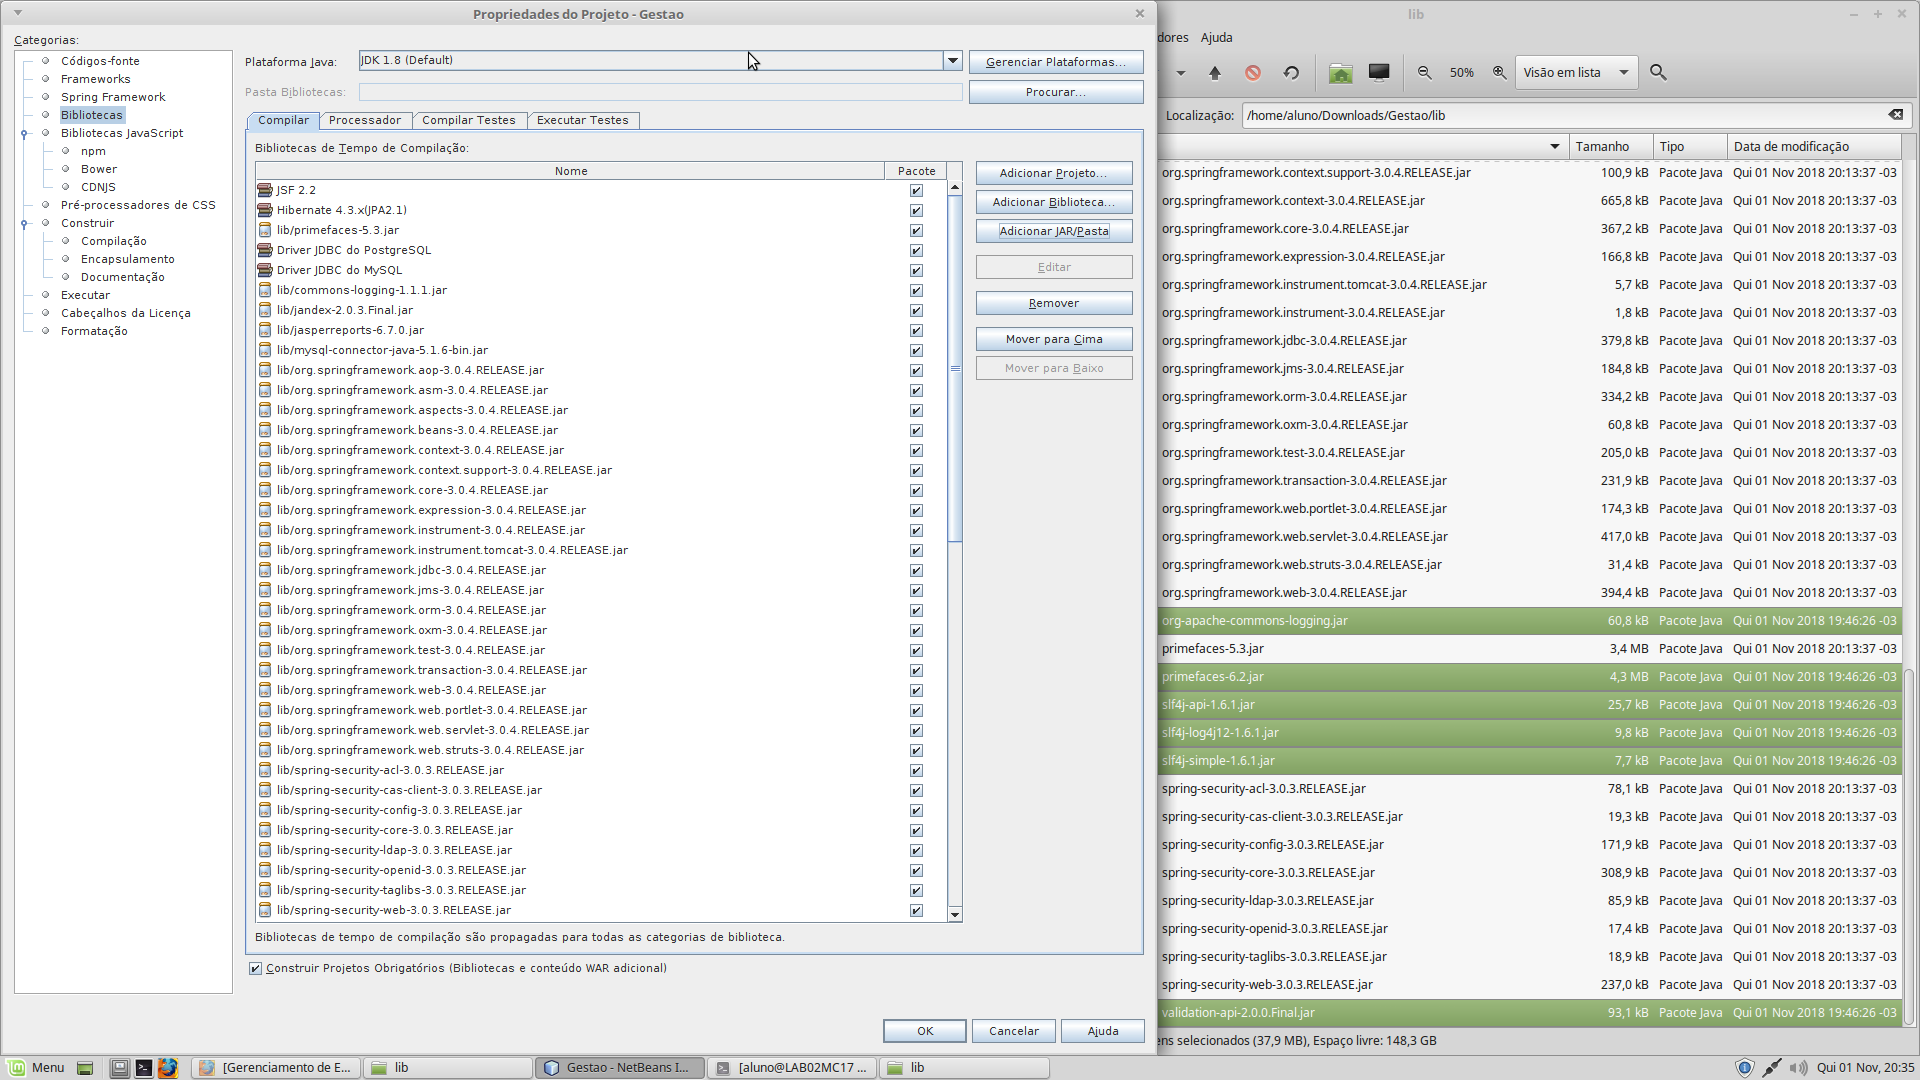 Propriedades do Projeto - Gestao
Categorias:
Códigos-fonte
Frameworks
Spring Framework
Bibliotecas
Bibliotecas JavaScript
npm
Bower
CDNJS
Pré-processadores de CSS
Construir
Compilação
Encapsulamento
Documentação
Executar
Cabeçalhos da Licença
Formatação
Plataforma Java:
JDK 1.8 (Default)
Gerenciar Plataformas...
Pasta Bibliotecas:
Procurar...
Compilar
Processador
Compilar Testes
Executar Testes
Bibliotecas de Tempo de Compilação:
Nome
Pacote
JSF 2.2
Hibernate 4.3.x(JPA2.1)
lib/primefaces-5.3.jar
Driver JDBC do PostgreSQL
Driver JDBC do MySQL
lib/commons-logging-1.1.1.jar
lib/jandex-2.0.3.Final.jar
lib/jasperreports-6.7.0.jar
lib/mysql-connector-java-5.1.6-bin.jar
lib/org.springframework.aop-3.0.4.RELEASE.jar
lib/org.springframework.asm-3.0.4.RELEASE.jar
lib/org.springframework.aspects-3.0.4.RELEASE.jar
lib/org.springframework.beans-3.0.4.RELEASE.jar
lib/org.springframework.context-3.0.4.RELEASE.jar
lib/org.springframework.context.support-3.0.4.RELEASE.jar
lib/org.springframework.core-3.0.4.RELEASE.jar
lib/org.springframework.expression-3.0.4.RELEASE.jar
lib/org.springframework.instrument-3.0.4.RELEASE.jar
lib/org.springframework.instrument.tomcat-3.0.4.RELEASE.jar
lib/org.springframework.jdbc-3.0.4.RELEASE.jar
lib/org.springframework.jms-3.0.4.RELEASE.jar
lib/org.springframework.orm-3.0.4.RELEASE.jar
lib/org.springframework.oxm-3.0.4.RELEASE.jar
lib/org.springframework.test-3.0.4.RELEASE.jar
lib/org.springframework.transaction-3.0.4.RELEASE.jar
lib/org.springframework.web-3.0.4.RELEASE.jar
lib/org.springframework.web.portlet-3.0.4.RELEASE.jar
lib/org.springframework.web.servlet-3.0.4.RELEASE.jar
lib/org.springframework.web.struts-3.0.4.RELEASE.jar
lib/spring-security-acl-3.0.3.RELEASE.jar
lib/spring-security-cas-client-3.0.3.RELEASE.jar
lib/spring-security-config-3.0.3.RELEASE.jar
lib/spring-security-core-3.0.3.RELEASE.jar
lib/spring-security-ldap-3.0.3.RELEASE.jar
lib/spring-security-openid-3.0.3.RELEASE.jar
lib/spring-security-taglibs-3.0.3.RELEASE.jar
lib/spring-security-web-3.0.3.RELEASE.jar
Adicionar Projeto...
Adicionar Biblioteca...
Adicionar JAR/Pasta
Editar
Remover
Mover para Cima
Mover para Baixo
Bibliotecas de tempo de compilação são propagadas para todas as categorias de biblioteca.
Construir Projetos Obrigatórios (Bibliotecas e conteúdo WAR adicional)
OK
Cancelar
Ajuda
lib
dores Ajuda
50%
Visão em lista
Localização: /home/aluno/Downloads/Gestao/lib
Tamanho Tipo Data de modificação
org.springframework.context.support-3.0.4.RELEASE.jar 100,9 kB Pacote Java Qui 01 Nov 2018 20:13:37 -03
org.springframework.context-3.0.4.RELEASE.jar 665,8 kB Pacote Java Qui 01 Nov 2018 20:13:37 -03
org.springframework.core-3.0.4.RELEASE.jar 367,2 kB Pacote Java Qui 01 Nov 2018 20:13:37 -03
org.springframework.expression-3.0.4.RELEASE.jar 166,8 kB Pacote Java Qui 01 Nov 2018 20:13:37 -03
org.springframework.instrument.tomcat-3.0.4.RELEASE.jar 5,7 kB Pacote Java Qui 01 Nov 2018 20:13:37 -03
org.springframework.instrument-3.0.4.RELEASE.jar 1,8 kB Pacote Java Qui 01 Nov 2018 20:13:37 -03
org.springframework.jdbc-3.0.4.RELEASE.jar 379,8 kB Pacote Java Qui 01 Nov 2018 20:13:37 -03
org.springframework.jms-3.0.4.RELEASE.jar 184,8 kB Pacote Java Qui 01 Nov 2018 20:13:37 -03
org.springframework.orm-3.0.4.RELEASE.jar 334,2 kB Pacote Java Qui 01 Nov 2018 20:13:37 -03
org.springframework.oxm-3.0.4.RELEASE.jar 60,8 kB Pacote Java Qui 01 Nov 2018 20:13:37 -03
org.springframework.test-3.0.4.RELEASE.jar 205,0 kB Pacote Java Qui 01 Nov 2018 20:13:37 -03
org.springframework.transaction-3.0.4.RELEASE.jar 231,9 kB Pacote Java Qui 01 Nov 2018 20:13:37 -03
org.springframework.web.portlet-3.0.4.RELEASE.jar 174,3 kB Pacote Java Qui 01 Nov 2018 20:13:37 -03
org.springframework.web.servlet-3.0.4.RELEASE.jar 417,0 kB Pacote Java Qui 01 Nov 2018 20:13:37 -03
org.springframework.web.struts-3.0.4.RELEASE.jar 31,4 kB Pacote Java Qui 01 Nov 2018 20:13:37 -03
org.springframework.web-3.0.4.RELEASE.jar 394,4 kB Pacote Java Qui 01 Nov 2018 20:13:37 -03
org-apache-commons-logging.jar 60,8 kB Pacote Java Qui 01 Nov 2018 19:46:26 -03
primefaces-5.3.jar 3,4 MB Pacote Java Qui 01 Nov 2018 20:13:37 -03
primefaces-6.2.jar 4,3 MB Pacote Java Qui 01 Nov 2018 19:46:26 -03
slf4j-api-1.6.1.jar 25,7 kB Pacote Java Qui 01 Nov 2018 19:46:26 -03
slf4j-log4j12-1.6.1.jar 9,8 kB Pacote Java Qui 01 Nov 2018 19:46:26 -03
slf4j-simple-1.6.1.jar 7,7 kB Pacote Java Qui 01 Nov 2018 19:46:26 -03
spring-security-acl-3.0.3.RELEASE.jar 78,1 kB Pacote Java Qui 01 Nov 2018 20:13:37 -03
spring-security-cas-client-3.0.3.RELEASE.jar 19,3 kB Pacote Java Qui 01 Nov 2018 20:13:37 -03
spring-security-config-3.0.3.RELEASE.jar 171,9 kB Pacote Java Qui 01 Nov 2018 20:13:37 -03
spring-security-core-3.0.3.RELEASE.jar 308,9 kB Pacote Java Qui 01 Nov 2018 20:13:37 -03
spring-security-ldap-3.0.3.RELEASE.jar 85,9 kB Pacote Java Qui 01 Nov 2018 20:13:37 -03
spring-security-openid-3.0.3.RELEASE.jar 17,4 kB Pacote Java Qui 01 Nov 2018 20:13:37 -03
spring-security-taglibs-3.0.3.RELEASE.jar 18,9 kB Pacote Java Qui 01 Nov 2018 20:13:37 -03
spring-security-web-3.0.3.RELEASE.jar 237,0 kB Pacote Java Qui 01 Nov 2018 20:13:37 -03
validation-api-2.0.0.Final.jar 93,1 kB Pacote Java Qui 01 Nov 2018 19:46:26 -03
ens selecionados (37,9 MB), Espaço livre: 148,3 GB
Menu
[Gerenciamento de E...
lib
Gestao - NetBeans I...
[aluno@LAB02MC17 ...
lib
Qui 01 Nov, 20:35